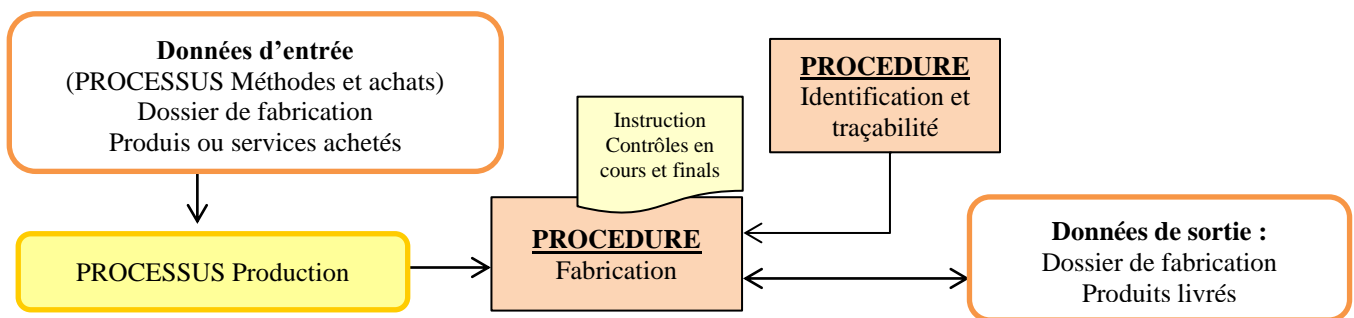 Données d'entrée
(PROCESSUS Méthodes et achats)
Dossier de fabrication
Produis ou services achetés
PROCEDURE
Identification et
traçabilité
Instruction
Contrôles en
cours et finals
PROCESSUS Production
PROCEDURE
Fabrication
Données de sortie :
Dossier de fabrication
Produits livrés